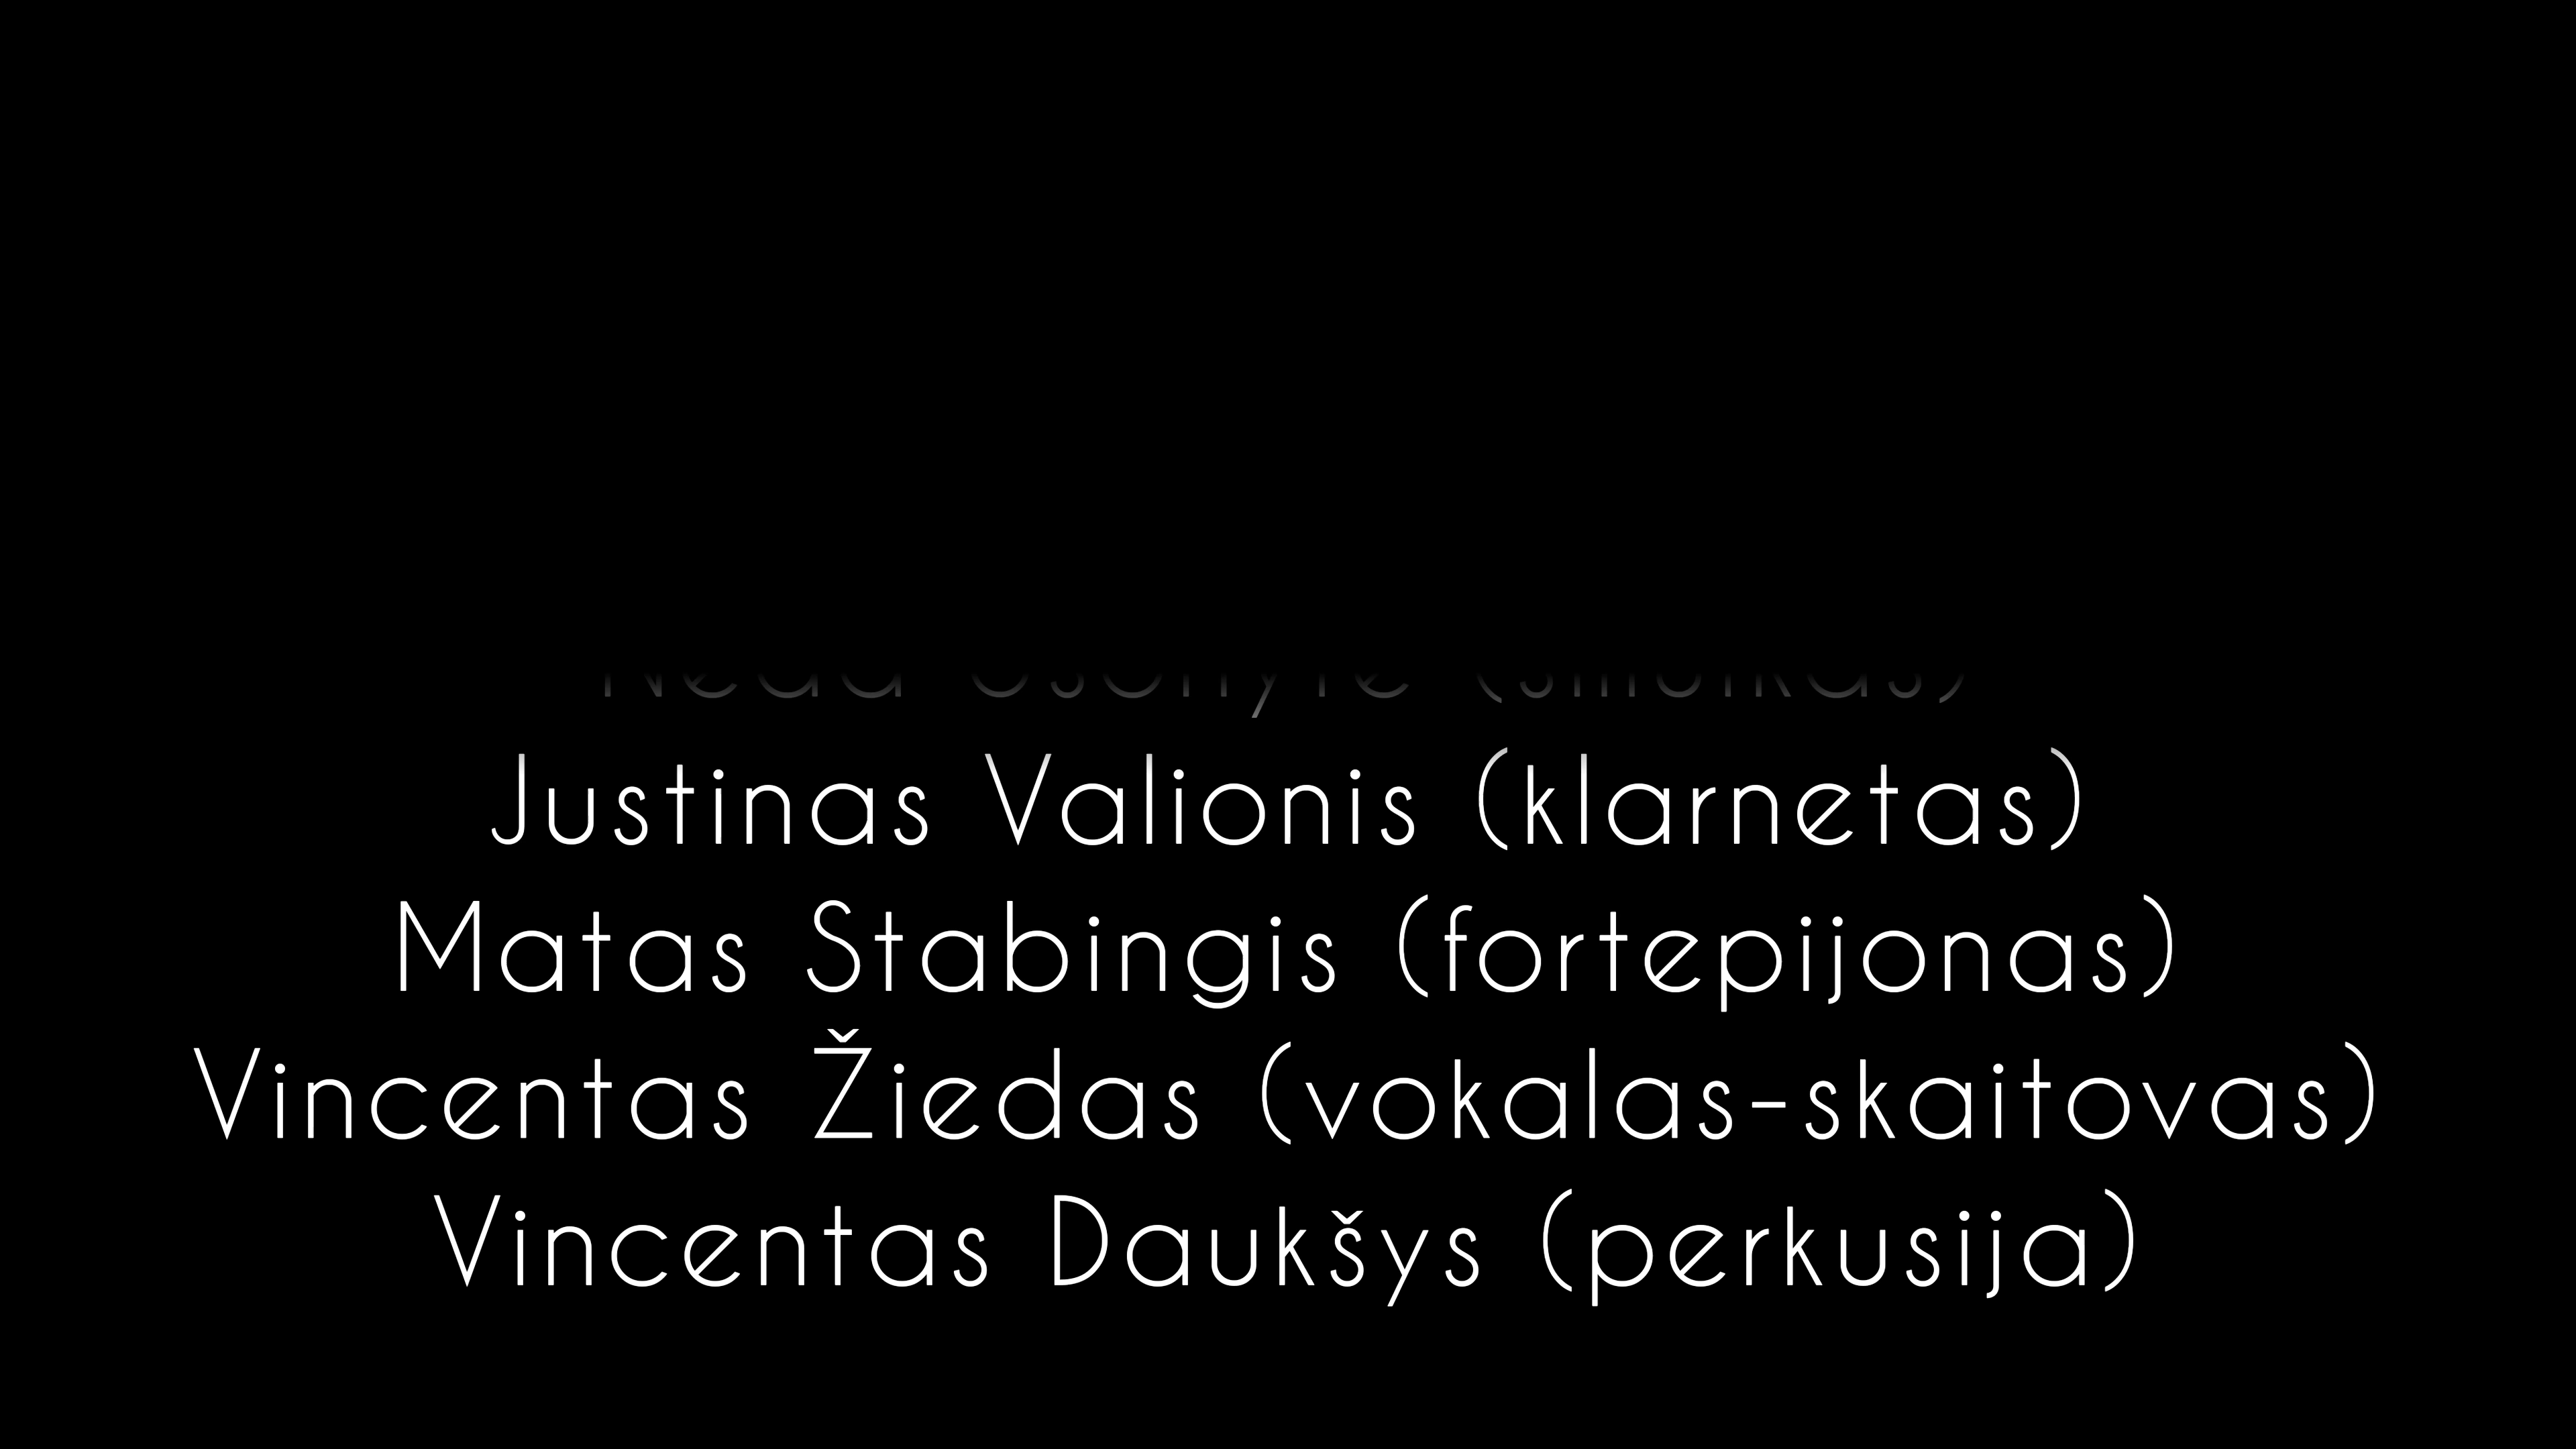 Justinas Valionis (klarnetas)
Matas Stabingis (fortepijonas)
Vincentas Žiedas (vokalas-skaitovas)
Vincentas Daukšys (perkusija)